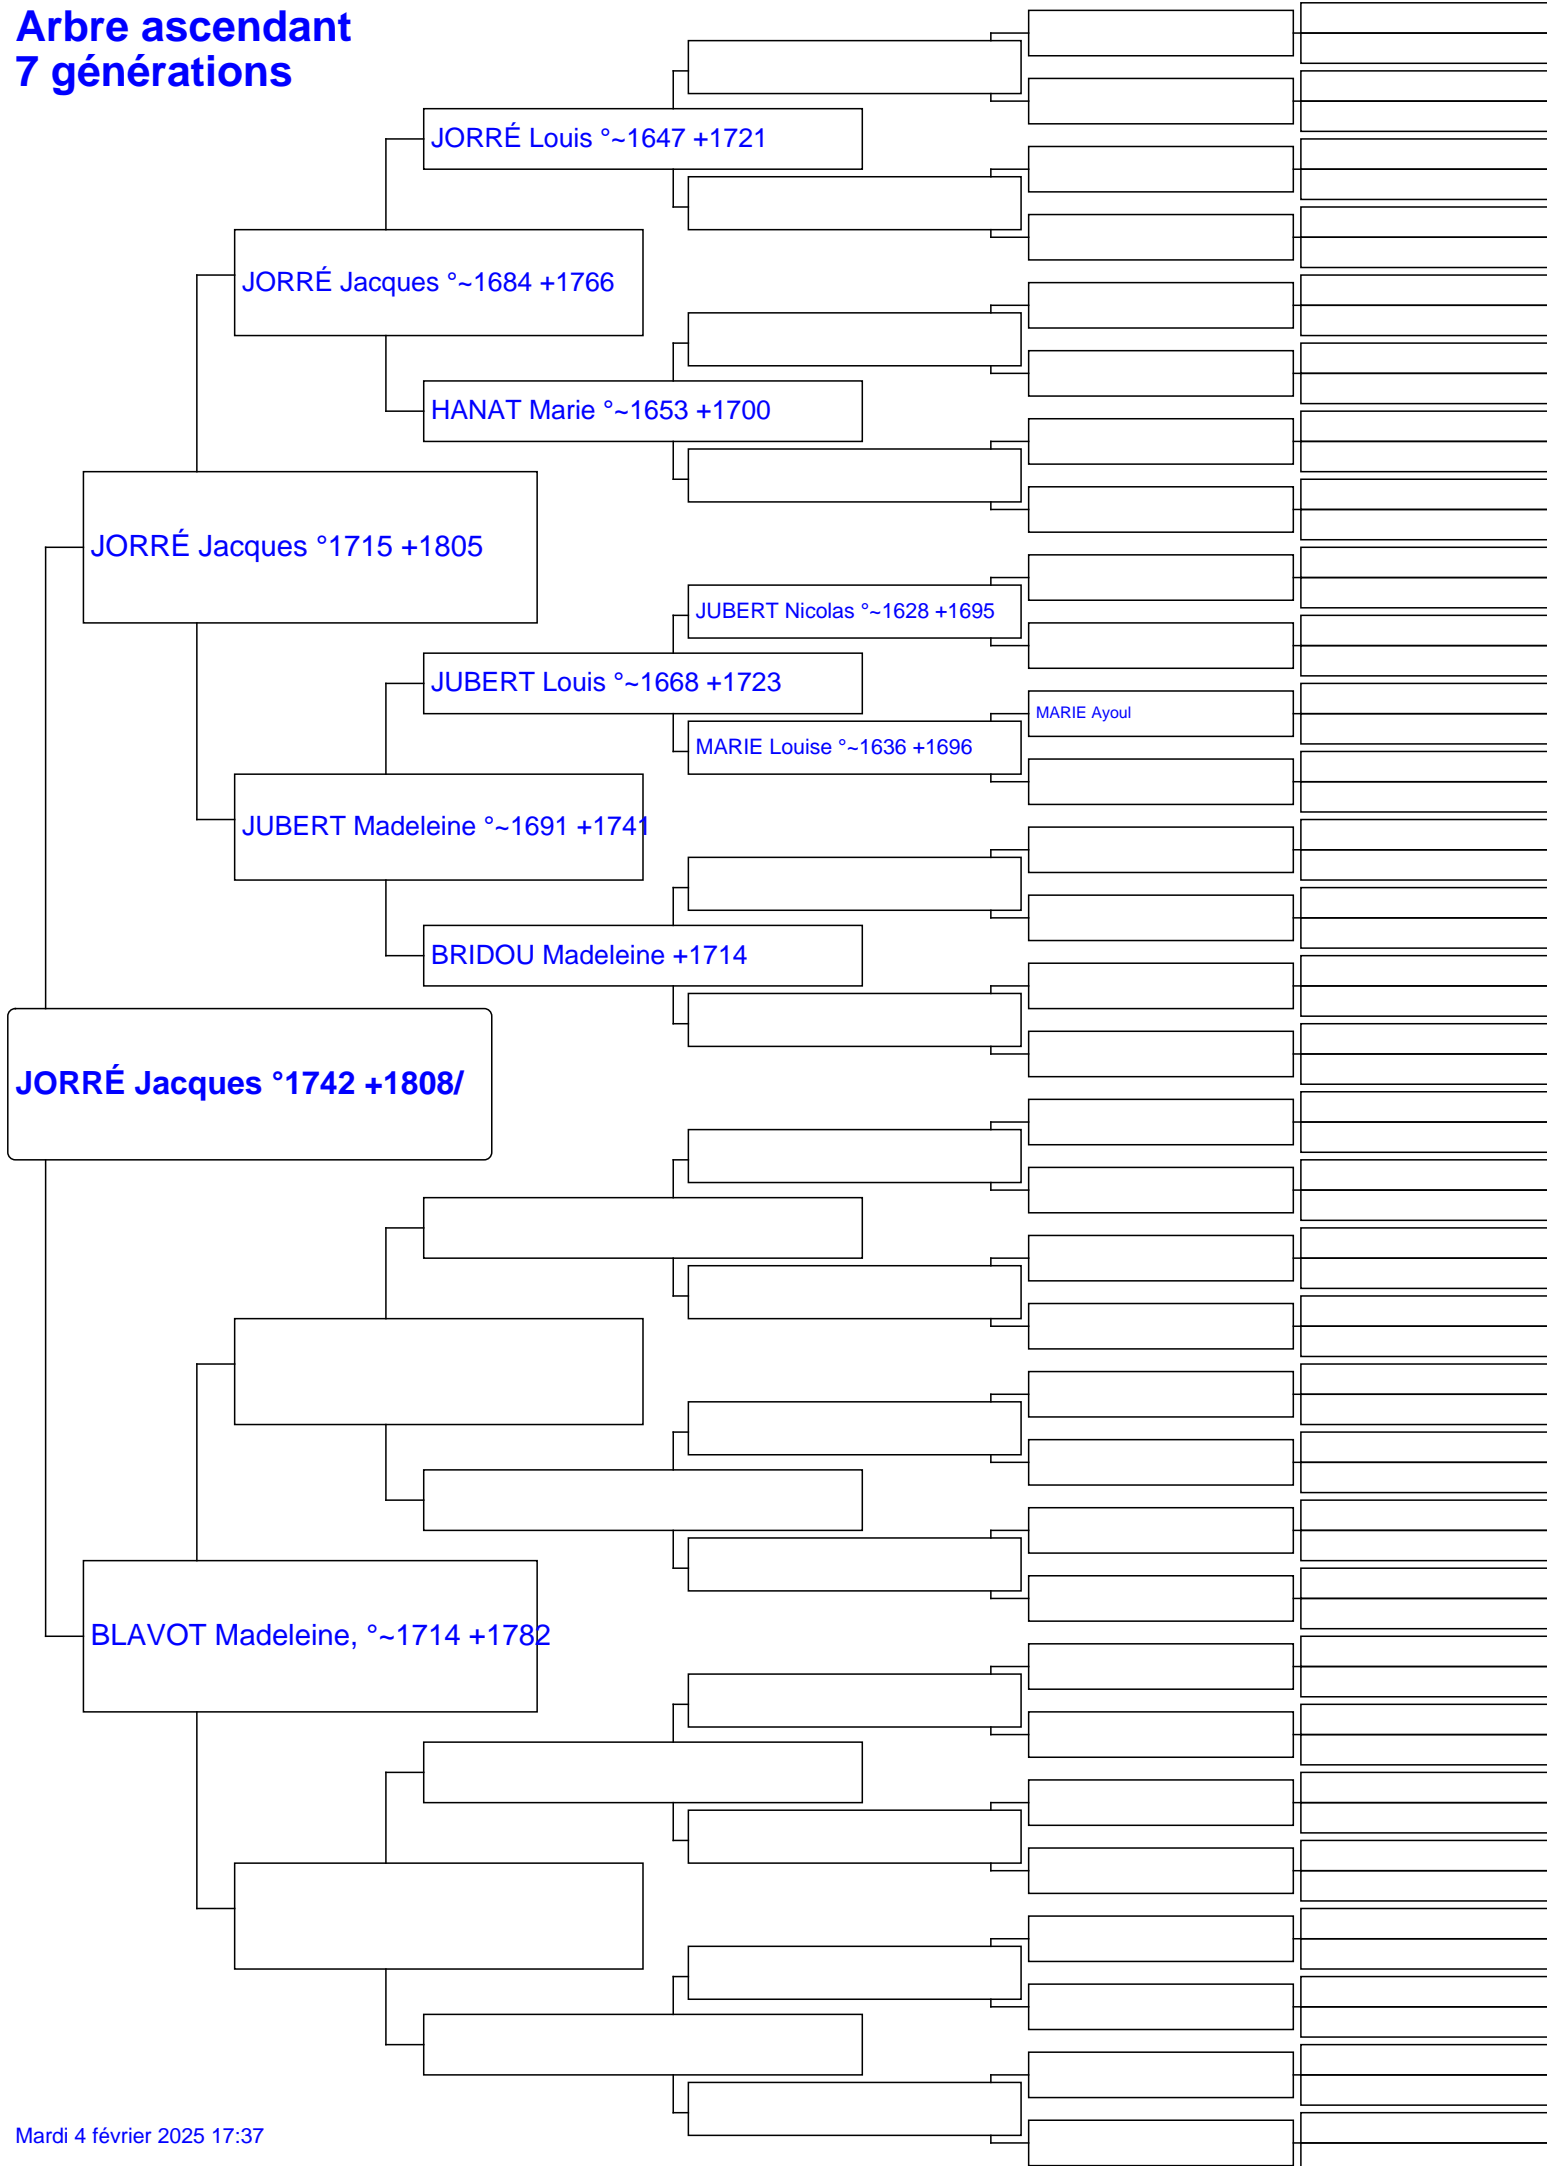 Arbre ascendant
7 générations
JORRÉ Louis °~1647 +1721
JORRÉ Jacques °~1684 +1766
HANAT Marie °~1653 +1700
JORRÉ Jacques °1715 +1805
JUBERT Nicolas °~1628 +1695
JUBERT Louis °~1668 +1723
MARIE Ayoul
MARIE Louise °~1636 +1696
JUBERT Madeleine °~1691 +1741
BRIDOU Madeleine +1714
JORRÉ Jacques °1742 +1808/
BLAVOT Madeleine, °~1714 +1782
Mardi 4 février 2025 17:37